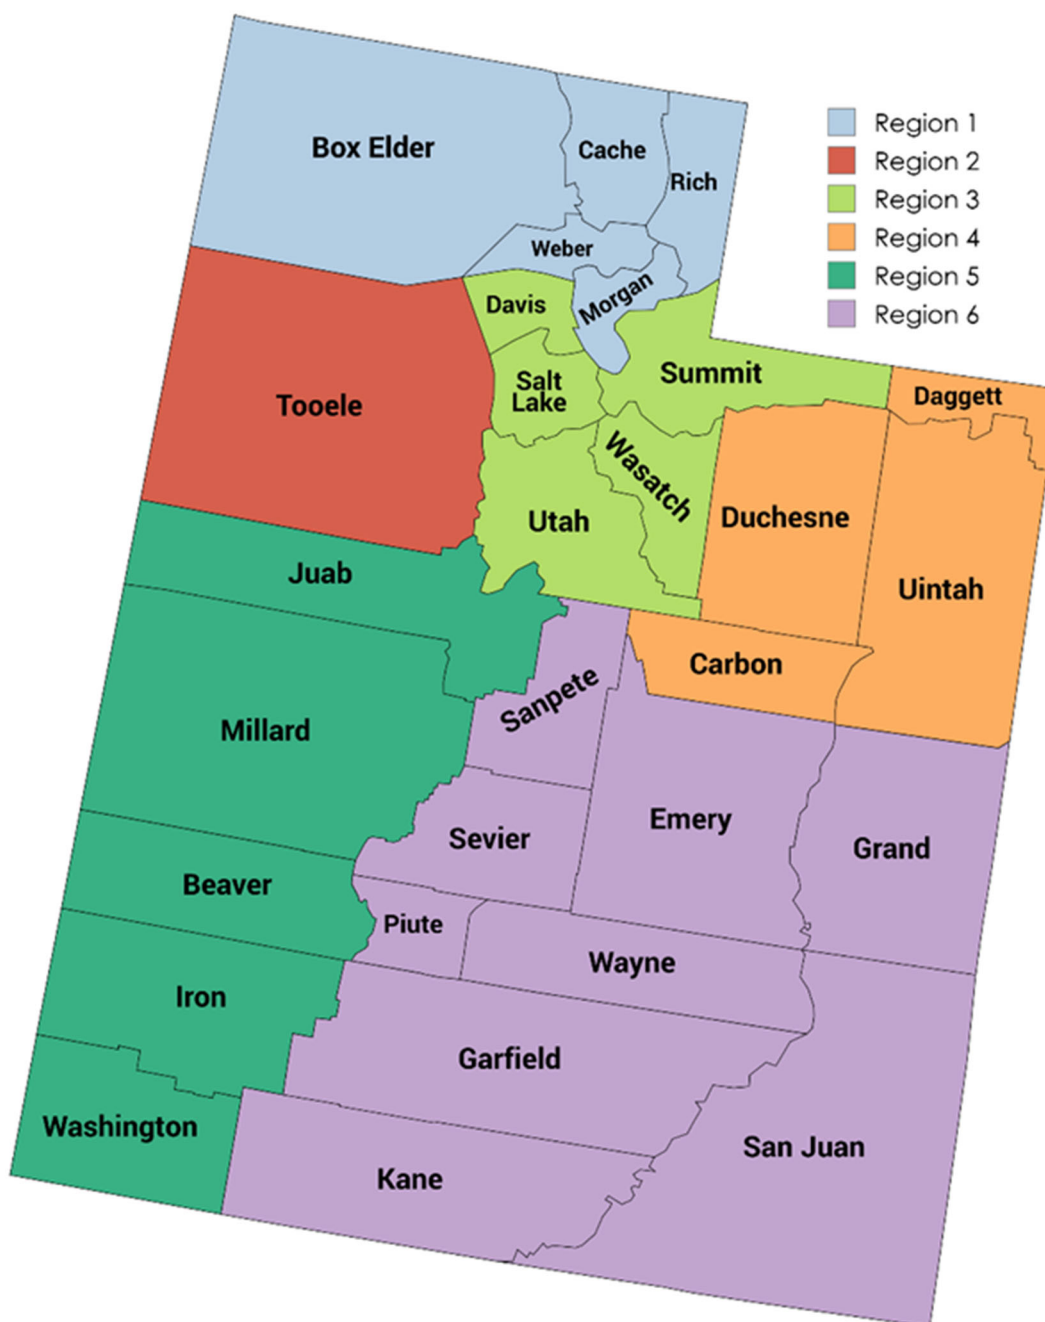 Box Elder
Cache
Rich
Region 1
Region 2
Region 3
Region 4
Region 5
Region 6
Weber
Morgan
Davis
Summit
Salt
Lake
Tooele
Daggett
Wasatch
Duchesne
Utah
Uintah
Juab
Carbon
Sanpete
Millard
Emery
Sevier
Grand
Beaver
Piute
Wayne
Iron
Garfield
Washington
San Juan
Kane